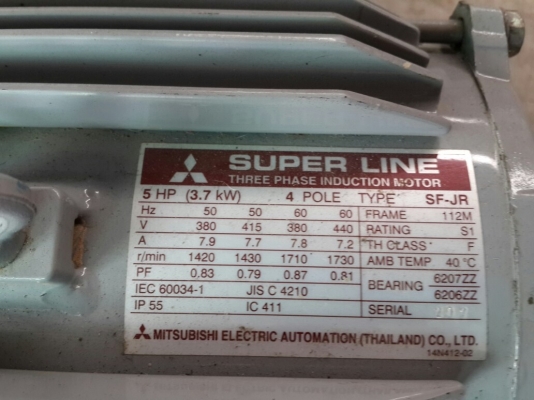 SUPER LINE
THREE PHASE INDUCTION MOTOR
5 HP (3.7 kW) 4 POLE TYPE SF-JR
Hz 50 50 60 60 FRAME 112M
V 380 415 380 440 RATING S1
A 7.9 7.7 7.8 7.2 TH CLASS F
r/min 1420 1430 1710 1730 AMB TEMP 40 °C
PF 0.83 0.79 0.87 0.81 BEARING 6207ZZ
6206ZZ
IEC 60034-1 JIS C 4210
IP 55 IC 411 SERIAL
MITSUBISHI ELECTRIC AUTOMATION (THAILAND) CO., LTD.
14N412-02